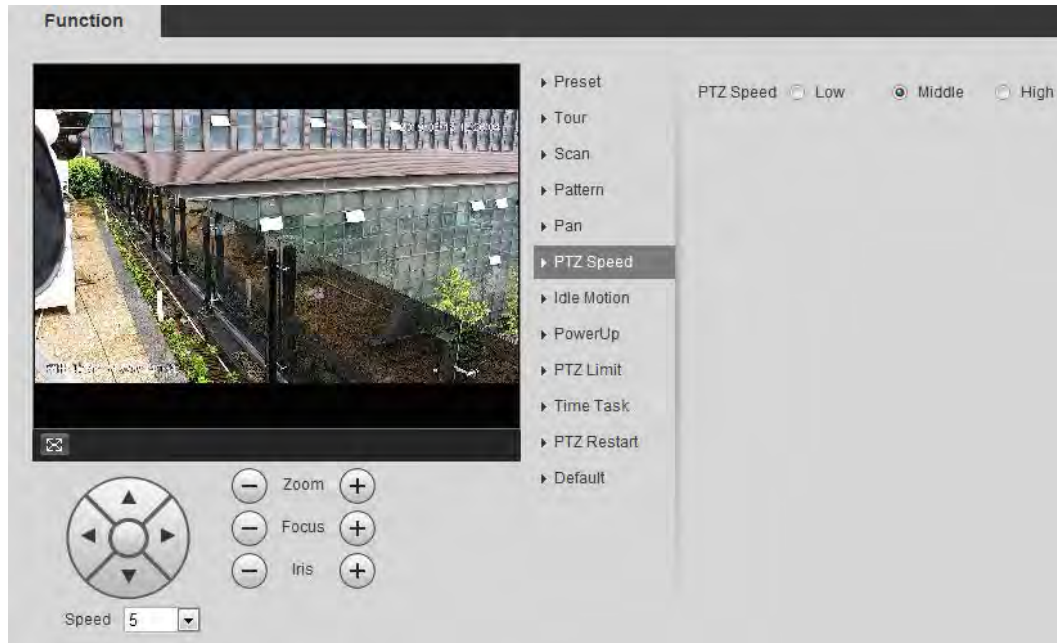 Function
Preset
Tour
Scan
Pattern
Pan
PTZ Speed
Idle Motion
PowerUp
PTZ Limit
Time Task
PTZ Restart
Default
PTZ Speed Low Middle High
Zoom
Focus
Iris
Speed 5